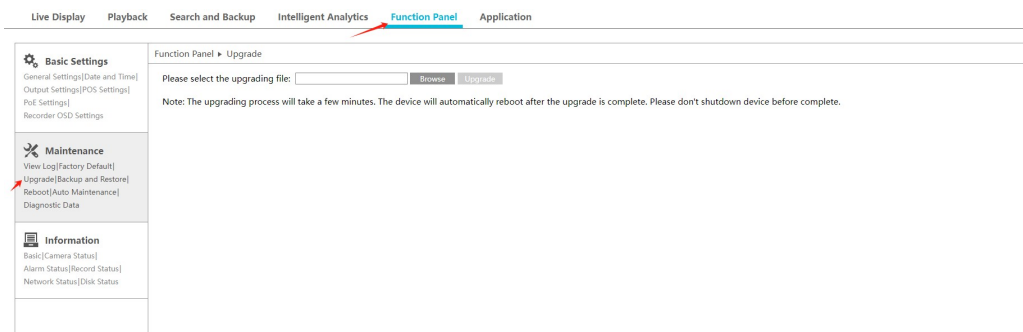 Live Display Playback Search and Backup Intelligent Analytics Function Panel Application
Basic Settings
General Settings|Date and Time|
Output Settings|POS Settings|
PoE Settings|
Recorder OSD Settings
Maintenance
View Log|Factory Default|
Upgrade|Backup and Restore|
Reboot|Auto Maintenance|
Diagnostic Data
Information
Basic|Camera Status|
Alarm Status|Record Status|
Network Status|Disk Status
Function Panel ▸ Upgrade
Please select the upgrading file: Browse Upgrade
Note: The upgrading process will take a few minutes. The device will automatically reboot after the upgrade is complete. Please don't shutdown device before complete.